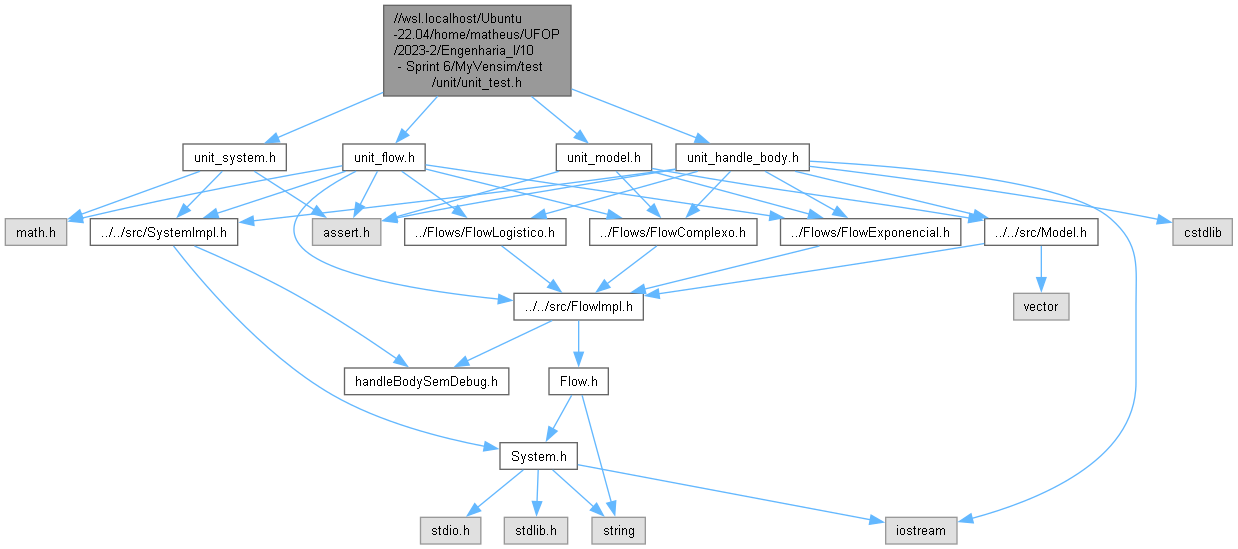 //wsl.localhost/Ubuntu
-22.04/home/matheus/UFOP
/2023-2/Engenharia_I/10
- Sprint 6/MyVensim/test
/unit/unit_test.h
unit_system.h
unit_flow.h
unit_model.h
unit_handle_body.h
math.h
../../src/SystemImpl.h
assert.h
../Flows/FlowLogistico.h
../Flows/FlowComplexo.h
../Flows/FlowExponencial.h
../../src/Model.h
cstdlib
../../src/FlowImpl.h
vector
handleBodySemDebug.h
Flow.h
System.h
stdio.h
stdlib.h
string
iostream